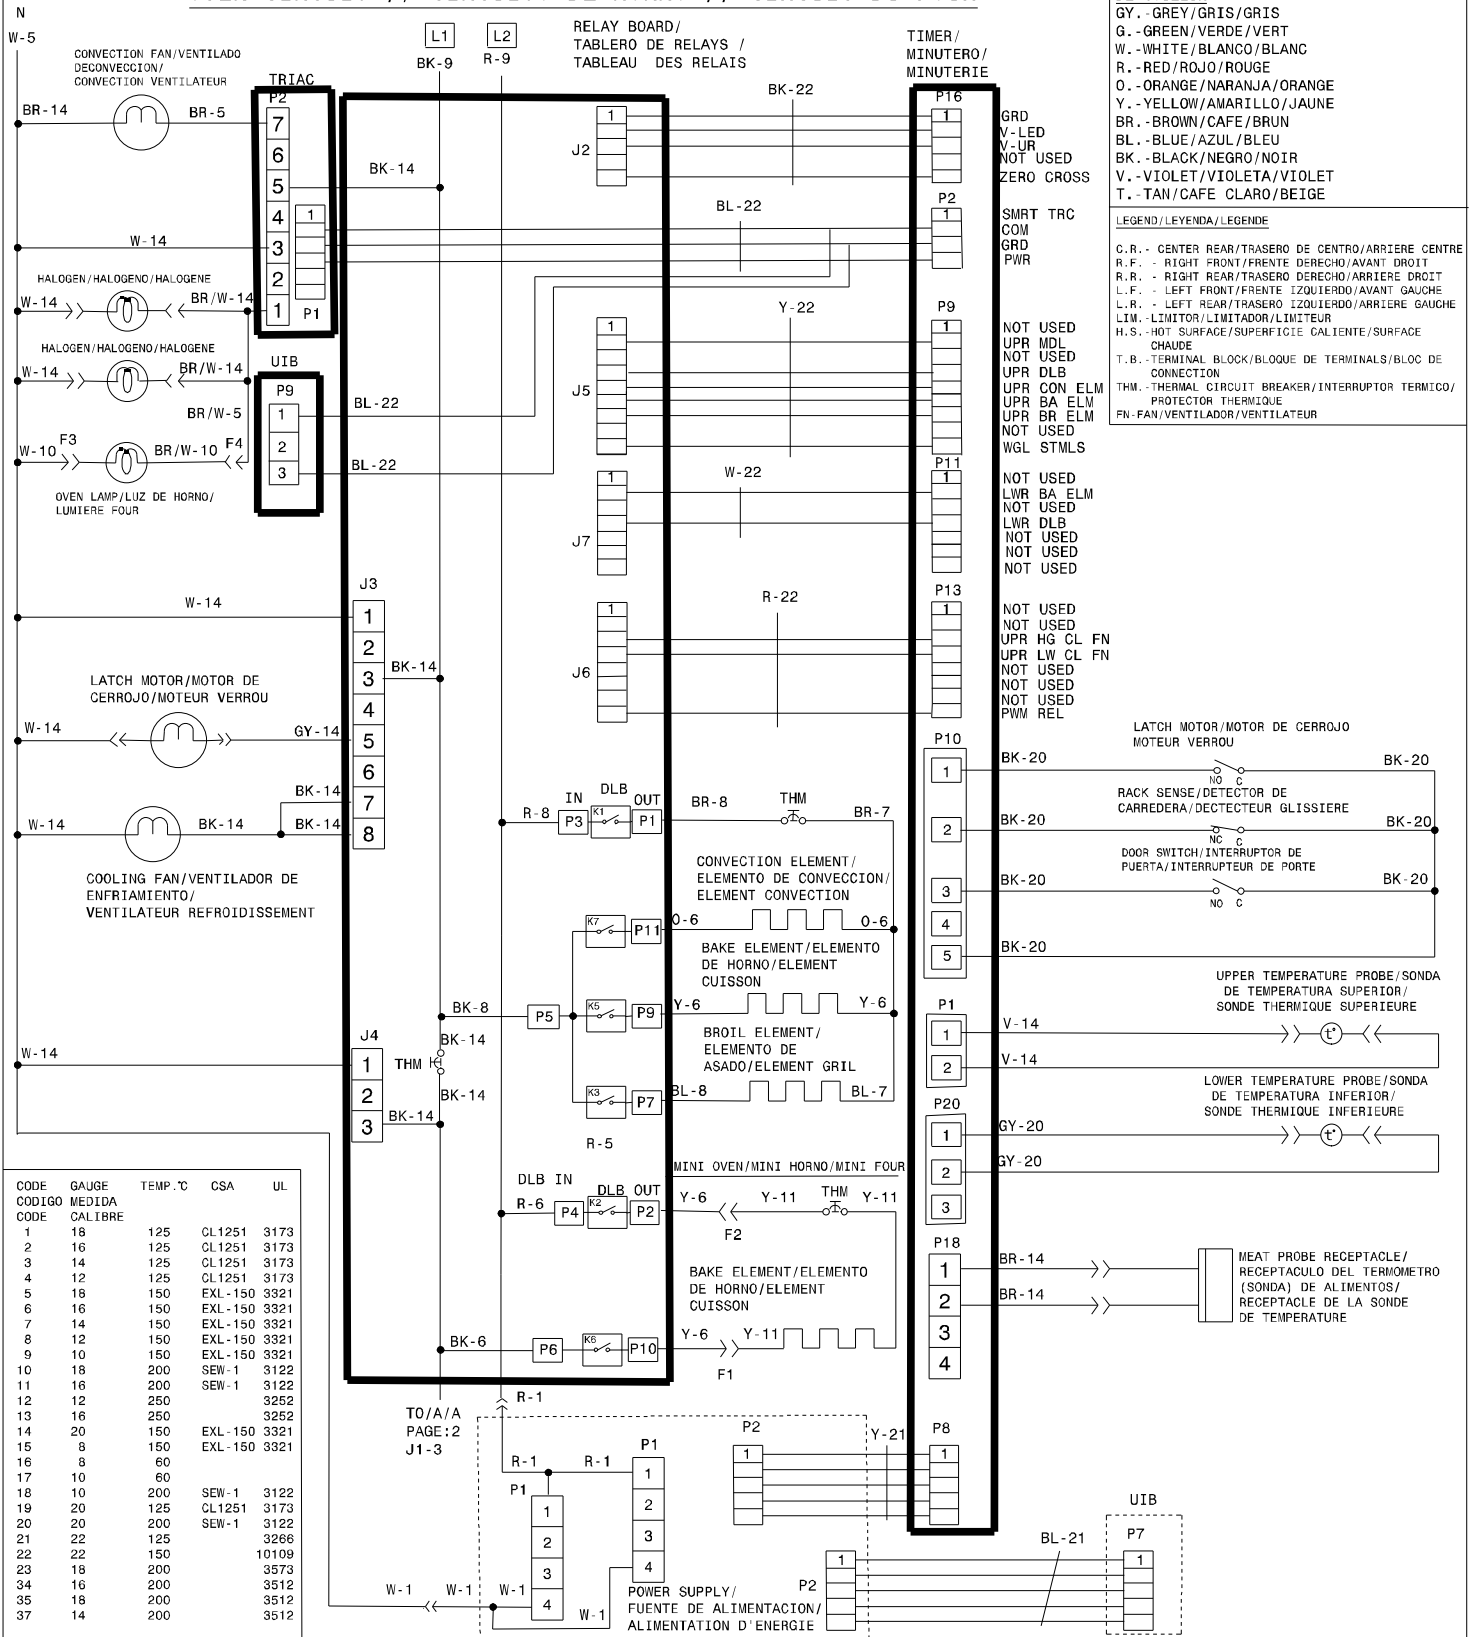 N
W-5
CONVECTION FAN/VENTILADO
DECONVECCION/
CONVECTION VENTILATEUR
BR-14
BR-5
TRIAC
P2
7
6
5
4
3
2
1
1
P1
W-14
HALOGEN/HALOGENO/HALOGENE
W-14
BR/W-14
HALOGEN/HALOGENO/HALOGENE
W-14
BR/W-14
BR/W-5
W-10
F3
BR/W-10
F4
OVEN LAMP/LUZ DE HORNO/
LUMIERE FOUR
UIB
P9
1
2
3
BL-22
BL-22
L1
BK-9
L2
R-9
RELAY BOARD/
TABLERO DE RELAYS /
TABLEAU DES RELAIS
BK-14
J3
1
2
3
4
5
6
7
8
W-14
BK-14
LATCH MOTOR/MOTOR DE
CERROJO/MOTEUR VERROU
W-14
GY-14
BK-14
W-14
BK-14
BK-14
COOLING FAN/VENTILADOR DE
ENFRIAMIENTO/
VENTILATEUR REFROIDISSEMENT
J4
1
2
3
W-14
THM
BK-14
BK-14
BK-14
J2
1
BK-22
BL-22
J5
1
Y-22
J7
1
W-22
J6
1
R-22
R-8
IN
DLB
OUT
P3
K1
P1
BR-8
THM
BR-7
CONVECTION ELEMENT/
ELEMENTO DE CONVECCION/
ELEMENT CONVECTION
K7
P11
O-6
O-6
BAKE ELEMENT/ELEMENTO
DE HORNO/ELEMENT
CUISSON
BK-8
P5
K5
P9
Y-6
Y-6
BROIL ELEMENT/
ELEMENTO DE
ASADO/ELEMENT GRIL
K3
P7
BL-8
BL-7
R-5
MINI OVEN/MINI HORNO/MINI FOUR
DLB IN
DLB OUT
R-6
P4
K2
P2
Y-6
F2
Y-11
THM
Y-11
BAKE ELEMENT/ELEMENTO
DE HORNO/ELEMENT
CUISSON
BK-6
P6
K6
P10
Y-6
Y-11
F1
R-1
TO/A/A
PAGE:2
J1-3
R-1
R-1
P1
1
2
3
4
P1
1
2
3
4
W-1
W-1
W-1
W-1
POWER SUPPLY/
FUENTE DE ALIMENTACION/
ALIMENTATION D'ENERGIE
P2
1
Y-21
P8
1
P2
1
BL-21
UIB
P7
1
TIMER/
MINUTERO/
MINUTERIE
P16
1
GRD
V-LED
V-UR
NOT USED
ZERO CROSS
P2
1
SMRT TRC
COM
GRD
PWR
P9
1
NOT USED
UPR MDL
NOT USED
UPR DLB
UPR CON ELM
UPR BA ELM
UPR BR ELM
NOT USED
WGL STMLS
P11
1
NOT USED
LWR BA ELM
NOT USED
LWR DLB
NOT USED
NOT USED
NOT USED
P13
1
NOT USED
NOT USED
UPR HG CL FN
UPR LW CL FN
NOT USED
NOT USED
NOT USED
PWM REL
P10
1
2
3
4
5
BK-20
LATCH MOTOR/MOTOR DE CERROJO
MOTEUR VERROU
NO C
BK-20
RACK SENSE/DETECTOR DE
CARREDERA/DECTECTEUR GLISSIERE
BK-20
NC C
BK-20
DOOR SWITCH/INTERRUPTOR DE
PUERTA/INTERRUPTEUR DE PORTE
BK-20
NO C
BK-20
BK-20
UPPER TEMPERATURE PROBE/SONDA
DE TEMPERATURA SUPERIOR/
SONDE THERMIQUE SUPERIEURE
P1
1
2
V-14
t°
V-14
LOWER TEMPERATURE PROBE/SONDA
DE TEMPERATURA INFERIOR/
SONDE THERMIQUE INFERIEURE
P20
1
2
3
GY-20
t°
GY-20
P18
1
2
3
4
BR-14
BR-14
MEAT PROBE RECEPTACLE/
RECEPTACULO DEL TERMOMETRO
(SONDA) DE ALIMENTOS/
RECEPTACLE DE LA SONDE
DE TEMPERATURE
GY.-GREY/GRIS/GRIS
G.-GREEN/VERDE/VERT
W.-WHITE/BLANCO/BLANC
R.-RED/ROJO/ROUGE
O.-ORANGE/NARANJA/ORANGE
Y.-YELLOW/AMARILLO/JAUNE
BR.-BROWN/CAFE/BRUN
BL.-BLUE/AZUL/BLEU
BK.-BLACK/NEGRO/NOIR
V.-VIOLET/VIOLETA/VIOLET
T.-TAN/CAFE CLARO/BEIGE
LEGEND/LEYENDA/LEGENDE
C.R.- CENTER REAR/TRASERO DE CENTRO/ARRIERE CENTRE
R.F. - RIGHT FRONT/FRENTE DERECHO/AVANT DROIT
R.R. - RIGHT REAR/TRASERO DERECHO/ARRIERE DROIT
L.F. - LEFT FRONT/FRENTE IZQUIERDO/AVANT GAUCHE
L.R. - LEFT REAR/TRASERO IZQUIERDO/ARRIERE GAUCHE
LIM.-LIMITOR/LIMITADOR/LIMITEUR
H.S.-HOT SURFACE/SUPERFICIE CALIENTE/SURFACE
CHAUDE
T.B.-TERMINAL BLOCK/BLOQUE DE TERMINALS/BLOC DE
CONNECTION
THM.-THERMAL CIRCUIT BREAKER/INTERRUPTOR TERMICO/
PROTECTOR THERMIQUE
FN-FAN/VENTILADOR/VENTILATEUR
CODE GAUGE TEMP.°C CSA UL
CODIGO MEDIDA
CODE CALIBRE
1 18 125 CL1251 3173
2 16 125 CL1251 3173
3 14 125 CL1251 3173
4 12 125 CL1251 3173
5 18 150 EXL-150 3321
6 16 150 EXL-150 3321
7 14 150 EXL-150 3321
8 12 150 EXL-150 3321
9 10 150 EXL-150 3321
10 18 200 SEW-1 3122
11 16 200 SEW-1 3122
12 12 250 3252
13 16 250 3252
14 20 150 EXL-150 3321
15 8 150 EXL-150 3321
16 8 60
17 10 60
18 10 200 SEW-1 3122
19 20 125 CL1251 3173
20 20 200 SEW-1 3122
21 22 125 3266
22 22 150 10109
23 18 200 3573
34 16 200 3512
35 18 200 3512
37 14 200 3512